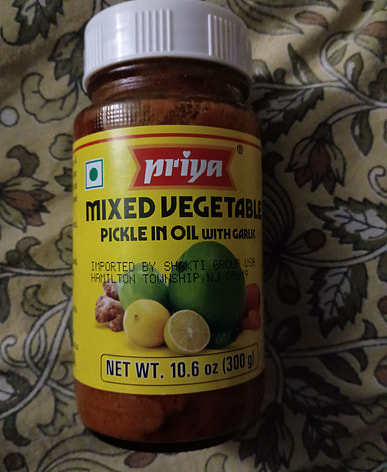 priya®
MIXED VEGETABLE
PICKLE IN OIL WITH GARLIC
IMPORTED BY SHAKTI GROUP USA
HAMILTON TOWNSHIP,NJ
NET WT. 10.6 oz (300 g)